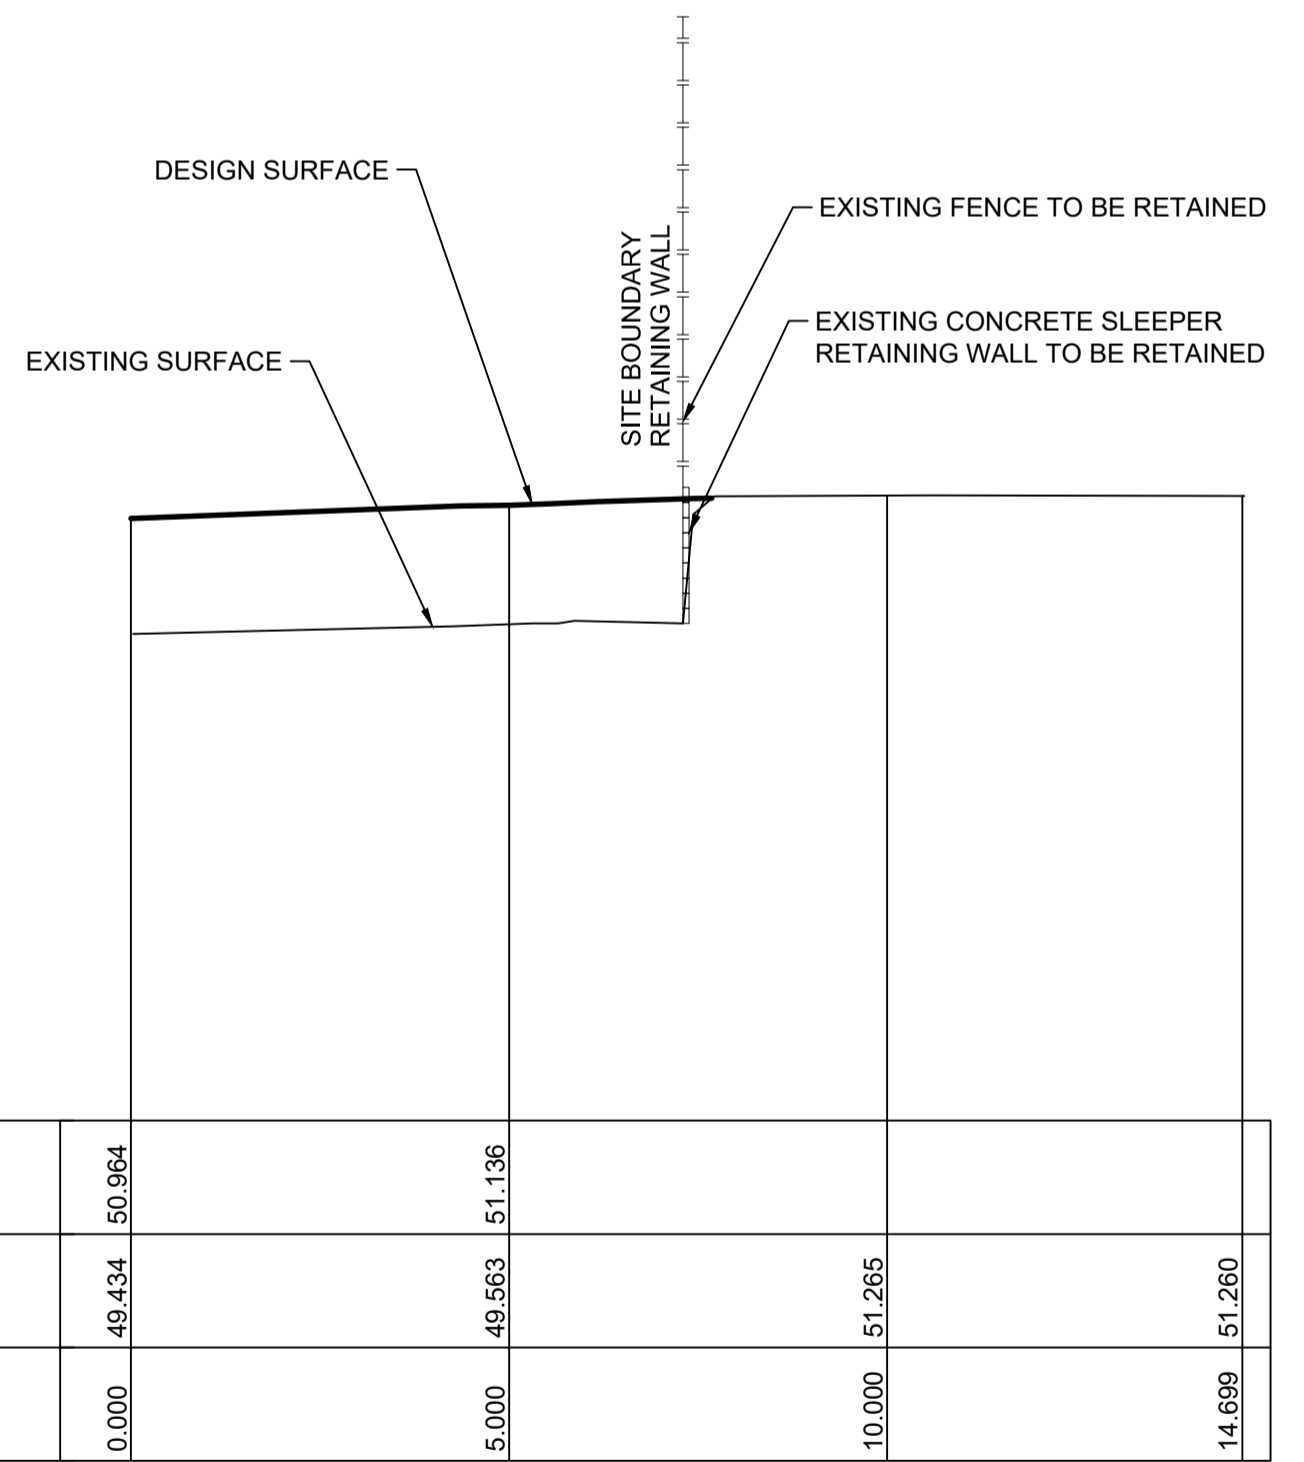 DESIGN SURFACE
EXISTING FENCE TO BE RETAINED
SITE BOUNDARY
RETAINING WALL
EXISTING CONCRETE SLEEPER
RETAINING WALL TO BE RETAINED
EXISTING SURFACE
50.964
51.136
49.434
49.563
51.265
51.260
0.000
5.000
10.000
14.699